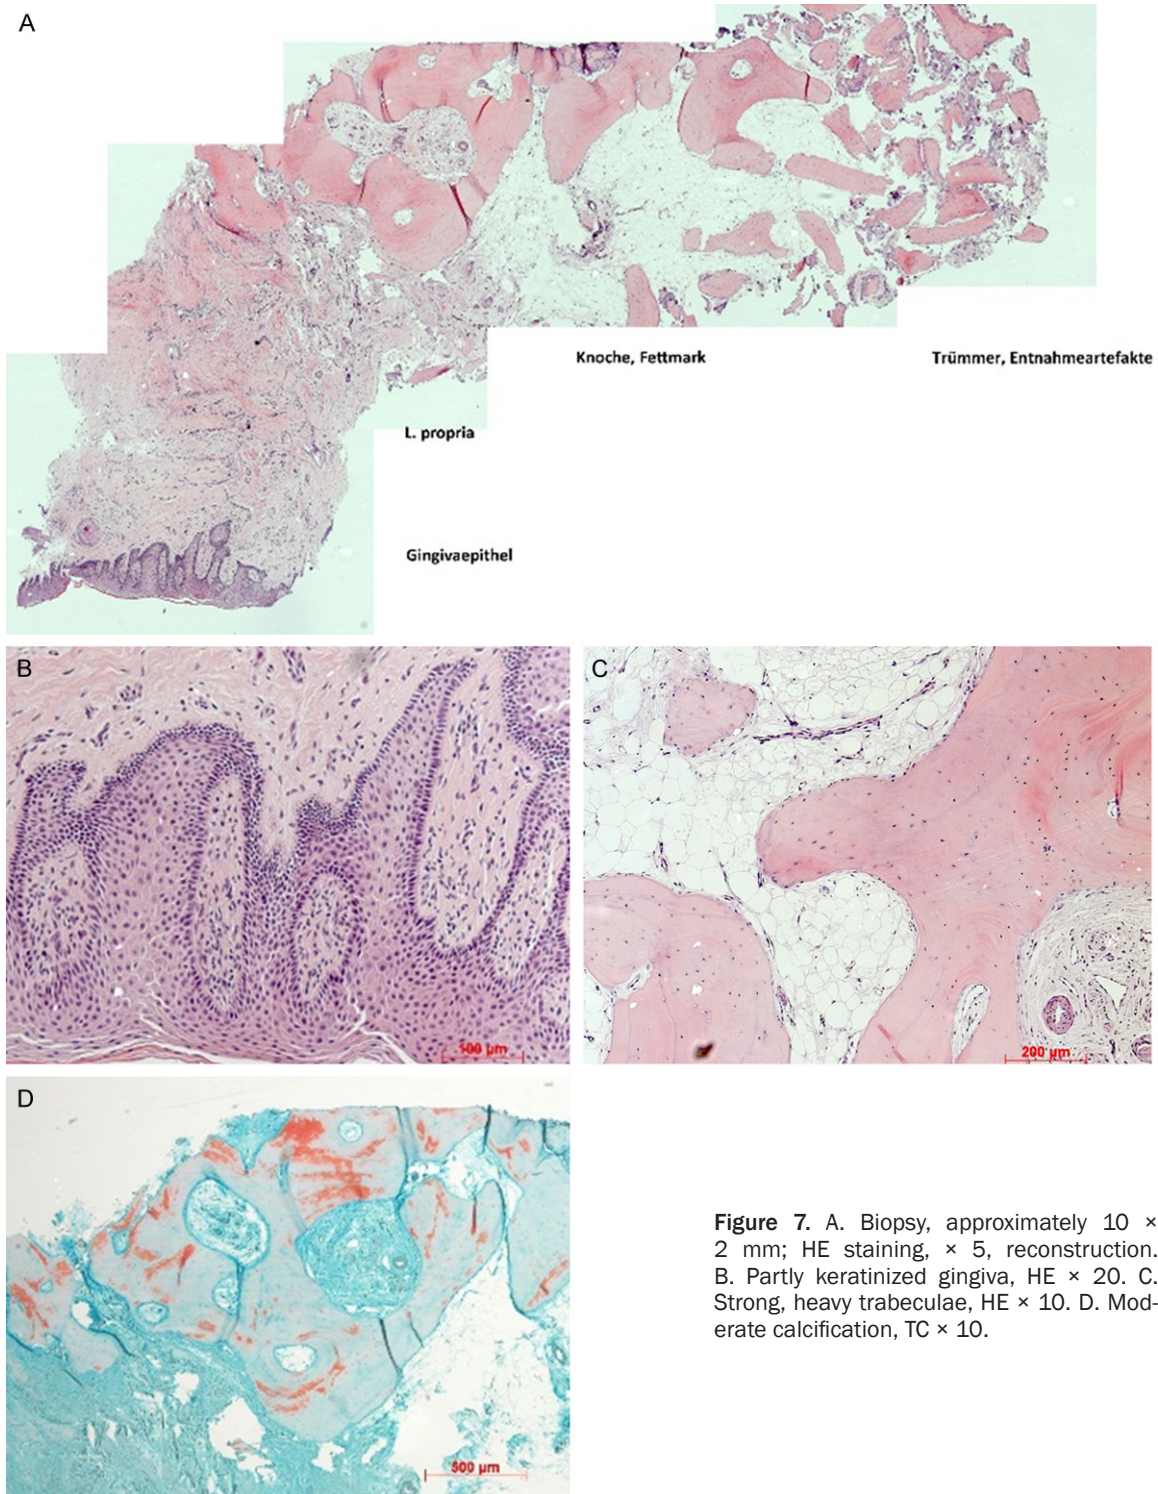 A
Knoche, Fettmark
Trümmer, Entnahmeartefakte
L. propria
Gingivaepithel
B
100 µm
C
200 µm
D
500 µm
Figure 7. A. Biopsy, approximately 10 ×
2 mm; HE staining, × 5, reconstruction.
B. Partly keratinized gingiva, HE × 20. C.
Strong, heavy trabeculae, HE × 10. D. Mod-
erate calcification, TC × 10.